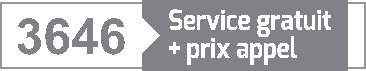 3646
Service gratuit
+ prix appel